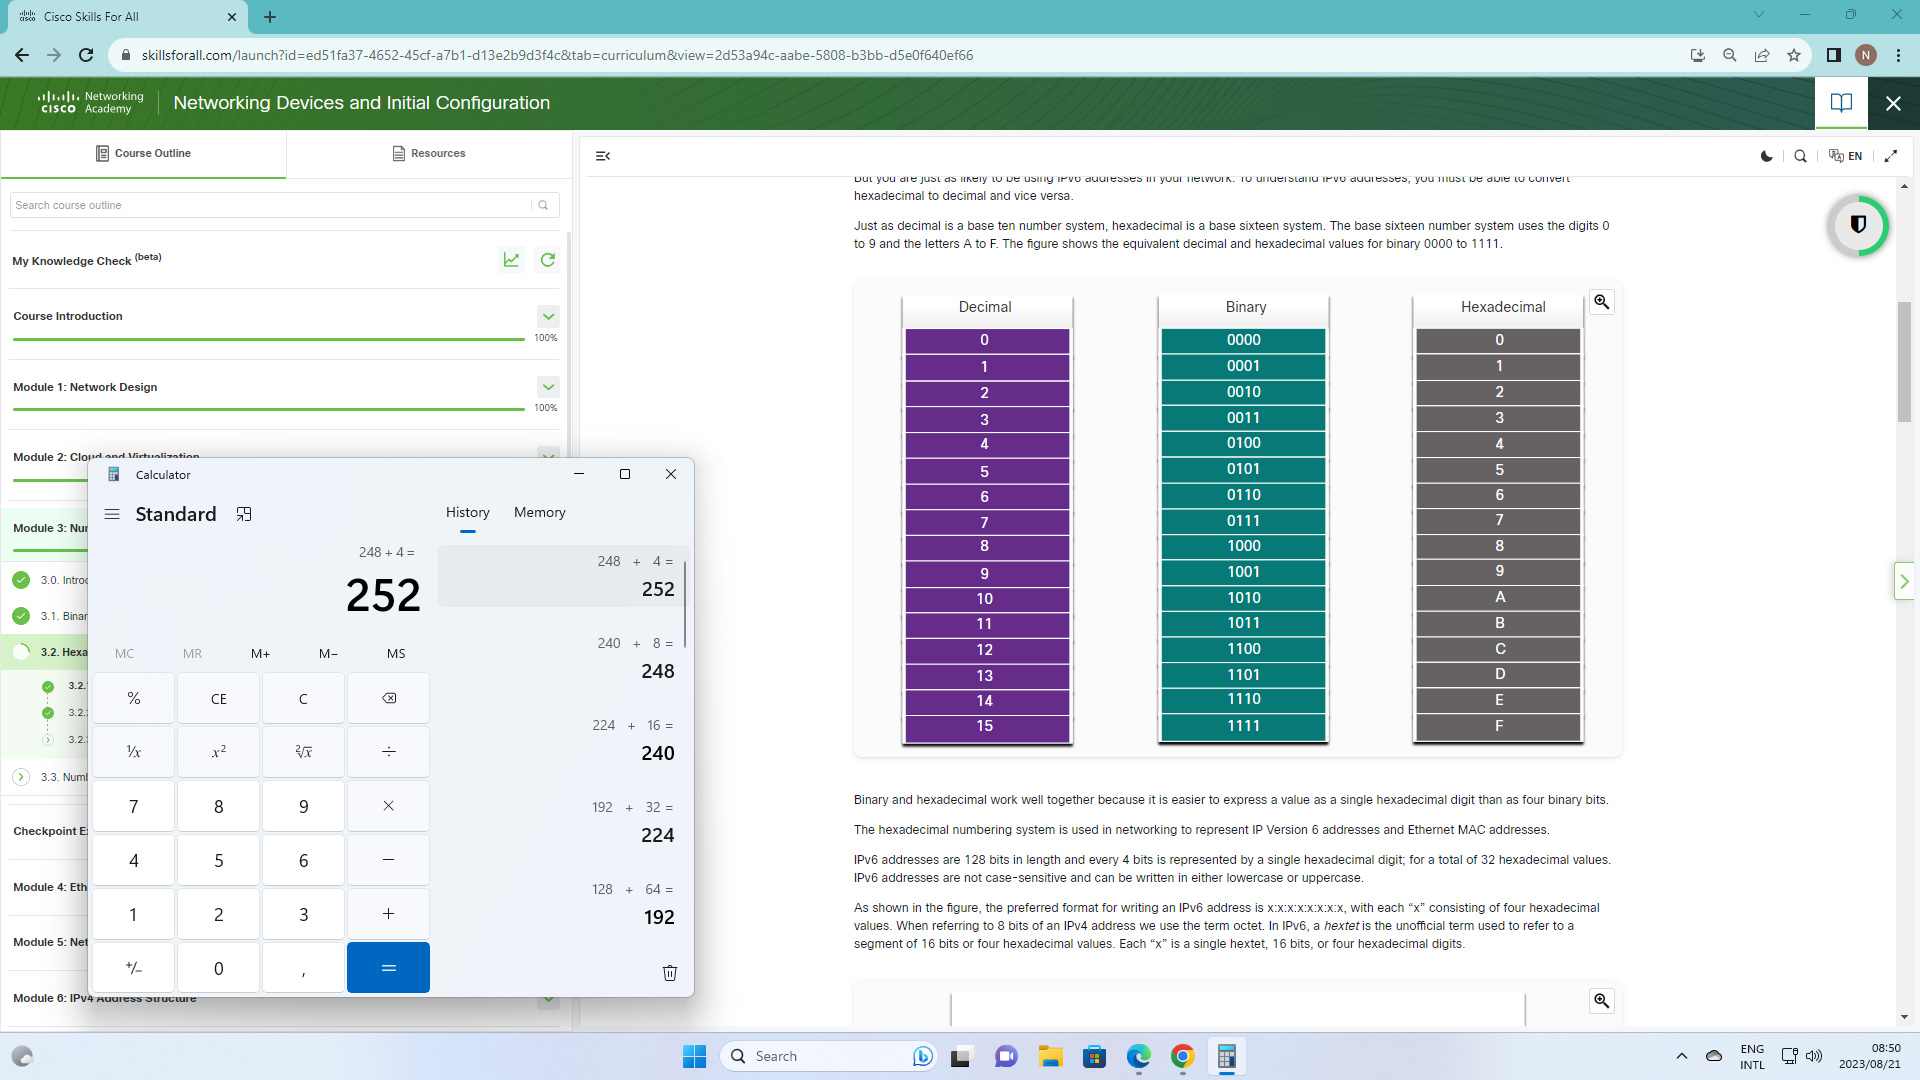 Cisco Skills For All
skillsforall.com/launch?id=ed51fa37-4652-45cf-a7b1-d13e2b9d3f4c&tab=curriculum&view=2d53a94c-aabe-5808-b3bb-d5e0f640ef66
N
cisco Networking Academy
Networking Devices and Initial Configuration
Course Outline
Resources
EN
Search course outline
My Knowledge Check (beta)
Course Introduction
100%
Module 1: Network Design
100%
Module 2: Cloud and Virtualization
Module 3: Nu
3.0. Introd
3.1. Binar
3.2. Hexa
3.2.
3.2.
3.2.
3.3. Numb
Checkpoint E
Module 4: Eth
Module 5: Net
Module 6: IPv4 Address Structure
Calculator
Standard
History
Memory
248 + 4 =
252
MC MR M+ M− MS
% CE C
1/x x² ²√x ÷
7 8 9 ×
4 5 6 −
1 2 3 +
+/− 0 , =
248 + 4 =
252
240 + 8 =
248
224 + 16 =
240
192 + 32 =
224
128 + 64 =
192
But you are just as likely to be using IPv6 addresses in your network. To understand IPv6 addresses, you must be able to convert
hexadecimal to decimal and vice versa.
Just as decimal is a base ten number system, hexadecimal is a base sixteen system. The base sixteen number system uses the digits 0
to 9 and the letters A to F. The figure shows the equivalent decimal and hexadecimal values for binary 0000 to 1111.
Decimal Binary Hexadecimal
0 0000 0
1 0001 1
2 0010 2
3 0011 3
4 0100 4
5 0101 5
6 0110 6
7 0111 7
8 1000 8
9 1001 9
10 1010 A
11 1011 B
12 1100 C
13 1101 D
14 1110 E
15 1111 F
Binary and hexadecimal work well together because it is easier to express a value as a single hexadecimal digit than as four binary bits.
The hexadecimal numbering system is used in networking to represent IP Version 6 addresses and Ethernet MAC addresses.
IPv6 addresses are 128 bits in length and every 4 bits is represented by a single hexadecimal digit; for a total of 32 hexadecimal values.
IPv6 addresses are not case-sensitive and can be written in either lowercase or uppercase.
As shown in the figure, the preferred format for writing an IPv6 address is x:x:x:x:x:x:x:x, with each “x” consisting of four hexadecimal
values. When referring to 8 bits of an IPv4 address we use the term octet. In IPv6, a hextet is the unofficial term used to refer to a
segment of 16 bits or four hexadecimal values. Each “x” is a single hextet, 16 bits, or four hexadecimal digits.
Search
ENG
INTL
08:50
2023/08/21